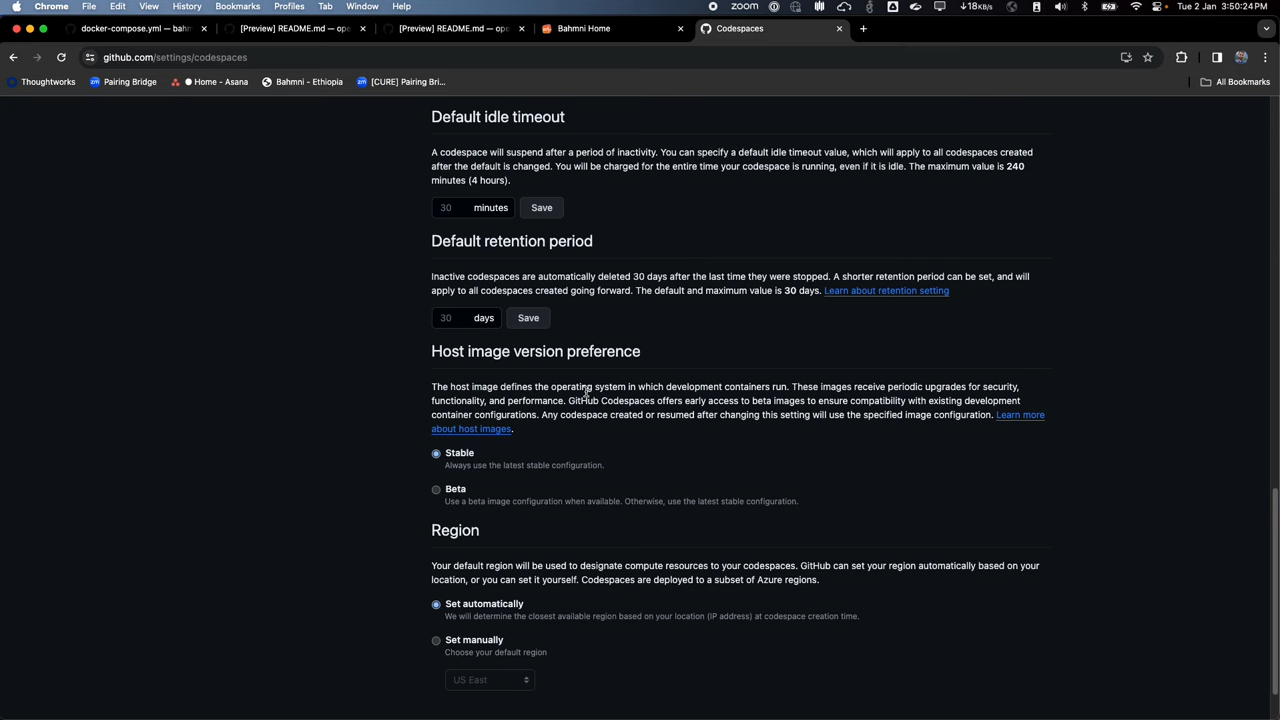 Chrome File Edit View History Bookmarks Profiles Tab Window Help zoom 18KB/s Tue 2 Jan 3:50:24 PM
docker-compose.yml — bahm [Preview] README.md — ope [Preview] README.md — ope Bahmni Home Codespaces
github.com/settings/codespaces
Thoughtworks Pairing Bridge Home - Asana Bahmni - Ethiopia [CURE] Pairing Bri... All Bookmarks
Default idle timeout
A codespace will suspend after a period of inactivity. You can specify a default idle timeout value, which will apply to all codespaces created
after the default is changed. You will be charged for the entire time your codespace is running, even if it is idle. The maximum value is 240
minutes (4 hours).
30 minutes Save
Default retention period
Inactive codespaces are automatically deleted 30 days after the last time they were stopped. A shorter retention period can be set, and will
apply to all codespaces created going forward. The default and maximum value is 30 days. Learn about retention setting
30 days Save
Host image version preference
The host image defines the operating system in which development containers run. These images receive periodic upgrades for security,
functionality, and performance. GitHub Codespaces offers early access to beta images to ensure compatibility with existing development
container configurations. Any codespace created or resumed after changing this setting will use the specified image configuration. Learn more
about host images.
Stable
Always use the latest stable configuration.
Beta
Use a beta image configuration when available. Otherwise, use the latest stable configuration.
Region
Your default region will be used to designate compute resources to your codespaces. GitHub can set your region automatically based on your
location, or you can set it yourself. Codespaces are deployed to a subset of Azure regions.
Set automatically
We will determine the closest available region based on your location (IP address) at codespace creation time.
Set manually
Choose your default region
US East